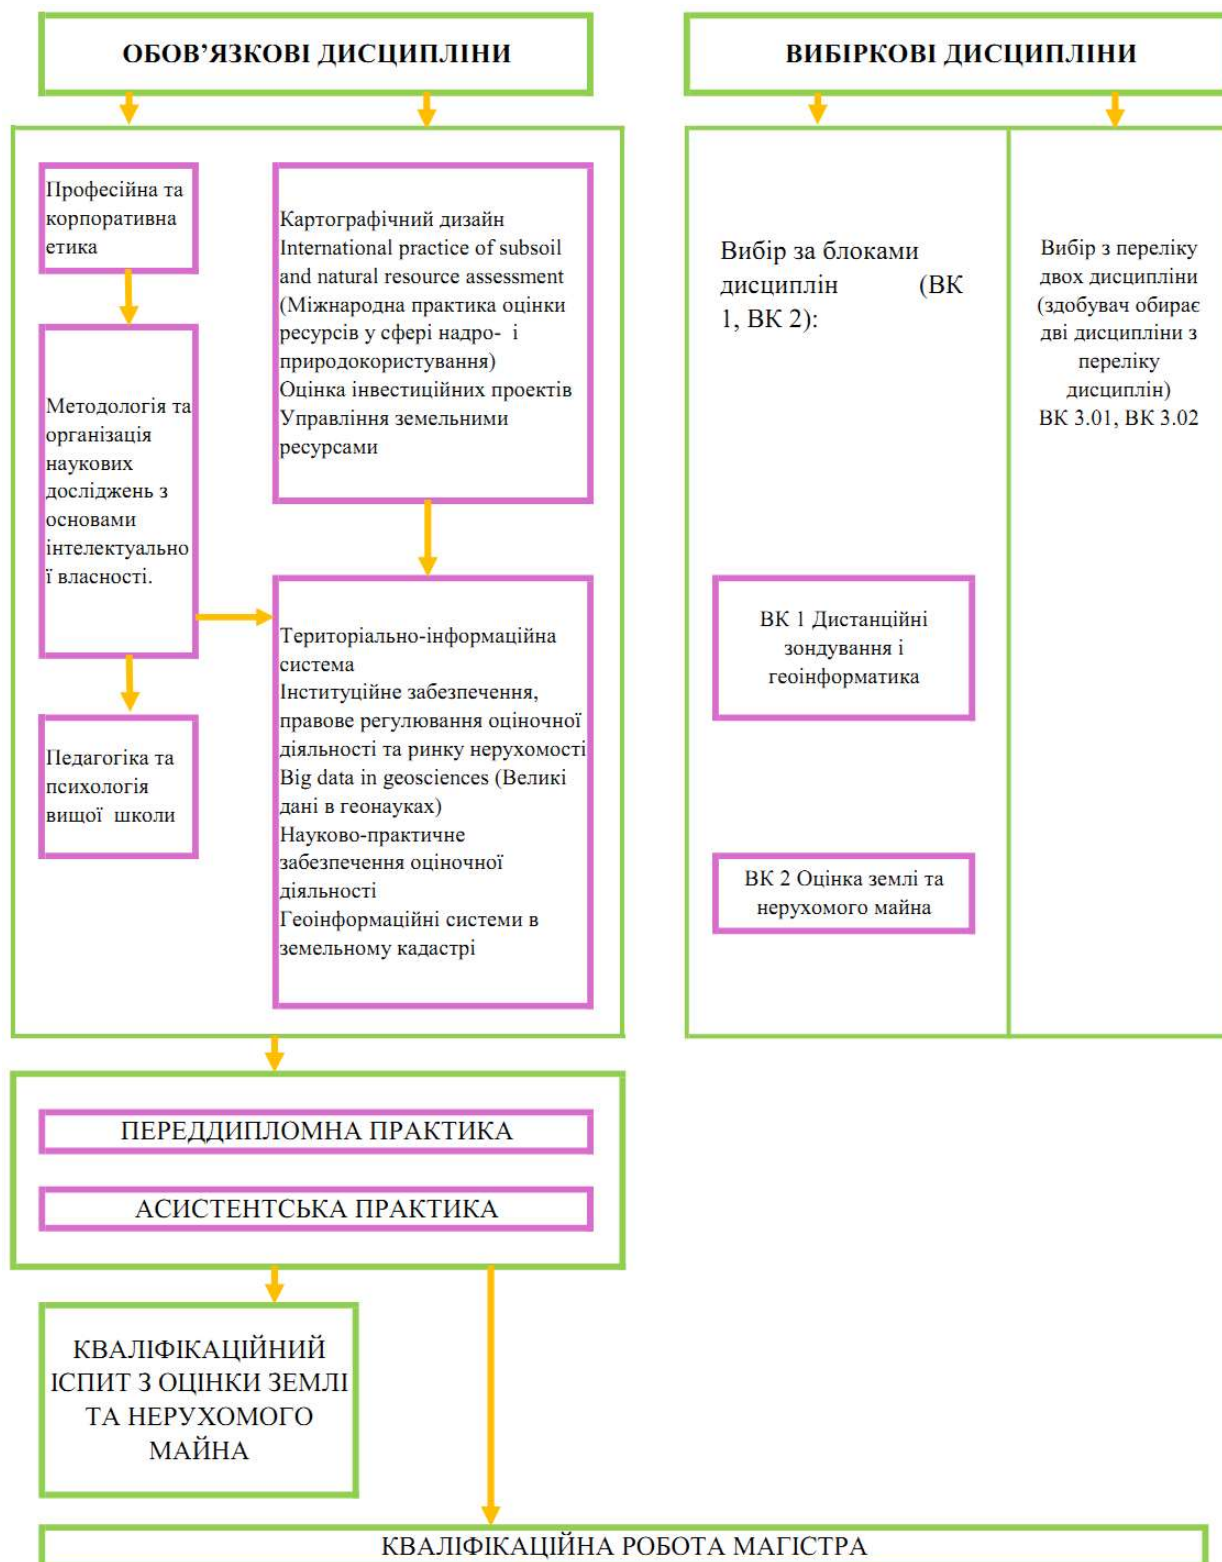 ОБОВ’ЯЗКОВІ ДИСЦИПЛІНИ
Професійна та
корпоративна
етика
Методологія та
організація
наукових
досліджень з
основами
інтелектуально
ї власності.
Педагогіка та
психологія
вищої школи
Картографічний дизайн
International practice of subsoil
and natural resource assessment
(Міжнародна практика оцінки
ресурсів у сфері надро- і
природокористування)
Оцінка інвестиційних проектів
Управління земельними
ресурсами
Територіально-інформаційна
система
Інституційне забезпечення,
правове регулювання оціночної
діяльності та ринку нерухомості
Big data in geosciences (Великі
дані в геонауках)
Науково-практичне
забезпечення оціночної
діяльності
Геоінформаційні системи в
земельному кадастрі
ВИБІРКОВІ ДИСЦИПЛІНИ
Вибір за блоками
дисциплін (ВК
1, ВК 2):
ВК 1 Дистанційні
зондування і
геоінформатика
ВК 2 Оцінка землі та
нерухомого майна
Вибір з переліку
двох дисципліни
(здобувач обирає
дві дисципліни з
переліку
дисциплін)
ВК 3.01, ВК 3.02
ПЕРЕДДИПЛОМНА ПРАКТИКА
АСИСТЕНТСЬКА ПРАКТИКА
КВАЛІФІКАЦІЙНИЙ
ІСПИТ З ОЦІНКИ ЗЕМЛІ
ТА НЕРУХОМОГО
МАЙНА
КВАЛІФІКАЦІЙНА РОБОТА МАГІСТРА